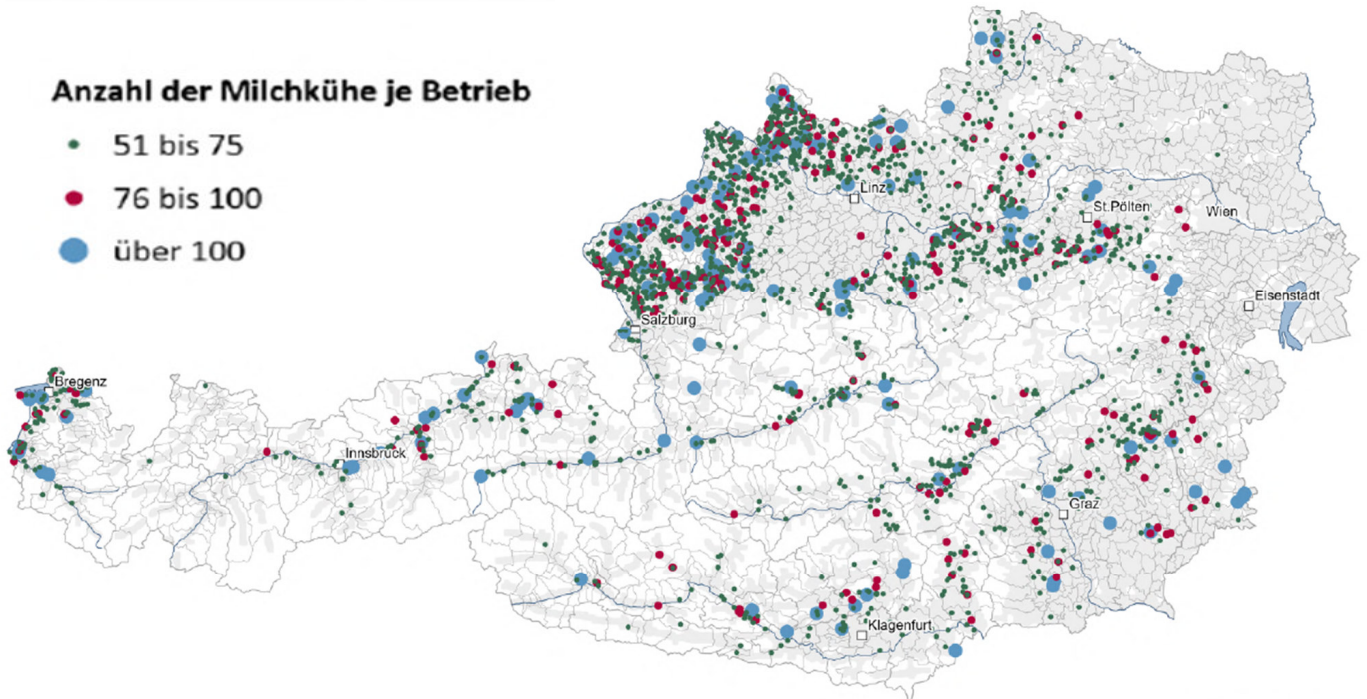 Anzahl der Milchkühe je Betrieb
51 bis 75
76 bis 100
über 100
Linz
St.Pölten
Wien
Eisenstadt
Salzburg
Bregenz
Innsbruck
Graz
Klagenfurt